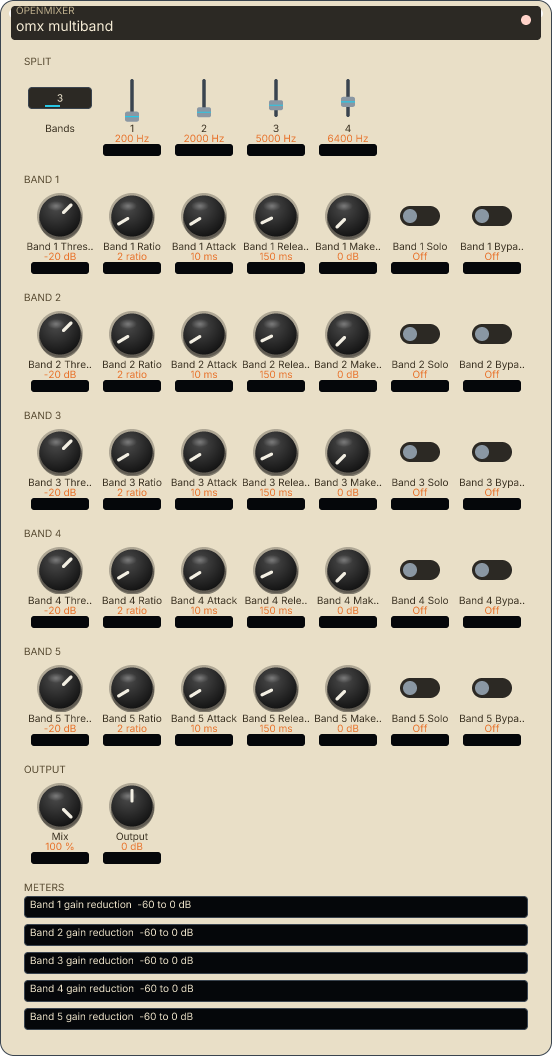 OPENMIXER
omx multiband
SPLIT
3
Bands 1 2 3 4
200 Hz 2000 Hz 5000 Hz 6400 Hz
BAND 1
Band 1 Thres.. Band 1 Ratio Band 1 Attack Band 1 Relea.. Band 1 Make.. Band 1 Solo Band 1 Bypa..
-20 dB 2 ratio 10 ms 150 ms 0 dB Off Off
BAND 2
Band 2 Thre.. Band 2 Ratio Band 2 Attack Band 2 Relea.. Band 2 Make.. Band 2 Solo Band 2 Bypa..
-20 dB 2 ratio 10 ms 150 ms 0 dB Off Off
BAND 3
Band 3 Thre.. Band 3 Ratio Band 3 Attack Band 3 Relea.. Band 3 Make.. Band 3 Solo Band 3 Bypa..
-20 dB 2 ratio 10 ms 150 ms 0 dB Off Off
BAND 4
Band 4 Thre.. Band 4 Ratio Band 4 Attack Band 4 Rele.. Band 4 Mak.. Band 4 Solo Band 4 Bypa..
-20 dB 2 ratio 10 ms 150 ms 0 dB Off Off
BAND 5
Band 5 Thre.. Band 5 Ratio Band 5 Attack Band 5 Relea.. Band 5 Make.. Band 5 Solo Band 5 Bypa..
-20 dB 2 ratio 10 ms 150 ms 0 dB Off Off
OUTPUT
Mix Output
100 % 0 dB
METERS
Band 1 gain reduction -60 to 0 dB
Band 2 gain reduction -60 to 0 dB
Band 3 gain reduction -60 to 0 dB
Band 4 gain reduction -60 to 0 dB
Band 5 gain reduction -60 to 0 dB